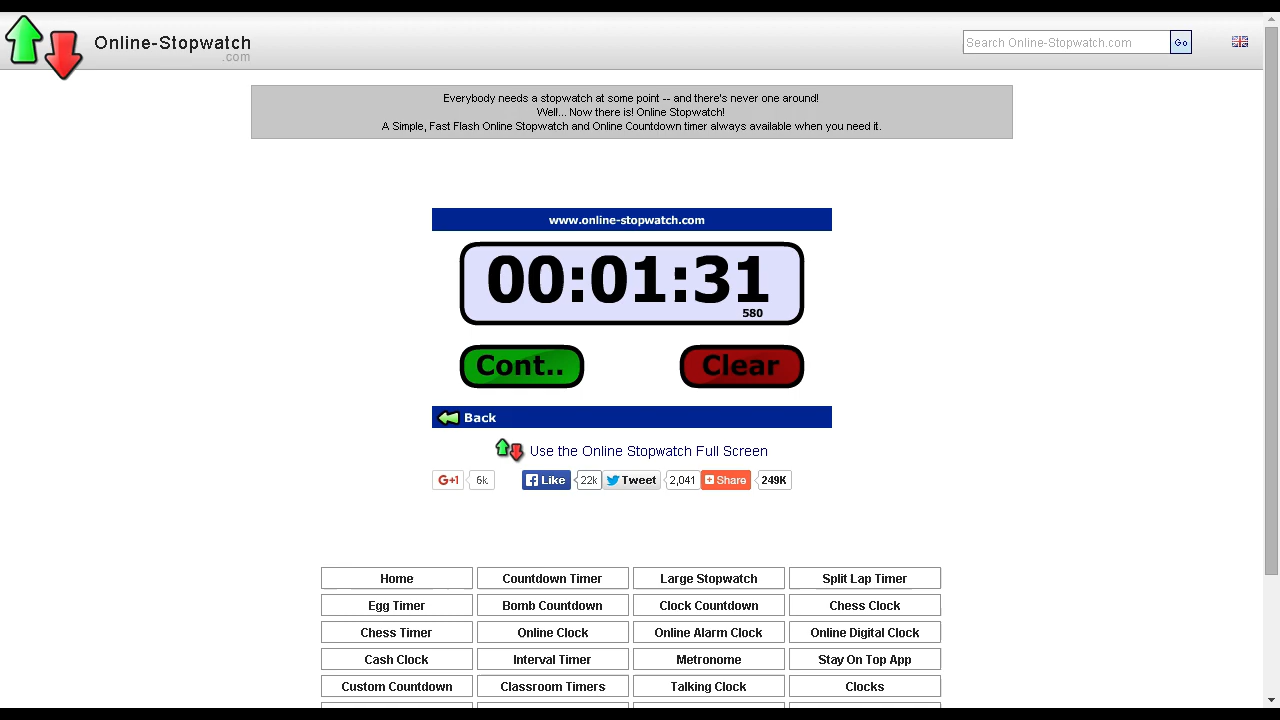 Online-Stopwatch
.com
Search Online-Stopwatch.com Go
Everybody needs a stopwatch at some point -- and there's never one around!
Well... Now there is! Online Stopwatch!
A Simple, Fast Flash Online Stopwatch and Online Countdown timer always available when you need it.
www.online-stopwatch.com
00:01:31
580
Cont.. Clear
Back
Use the Online Stopwatch Full Screen
G+1 6k Like 22k Tweet 2,041 Share 249K
Home Countdown Timer Large Stopwatch Split Lap Timer
Egg Timer Bomb Countdown Clock Countdown Chess Clock
Chess Timer Online Clock Online Alarm Clock Online Digital Clock
Cash Clock Interval Timer Metronome Stay On Top App
Custom Countdown Classroom Timers Talking Clock Clocks